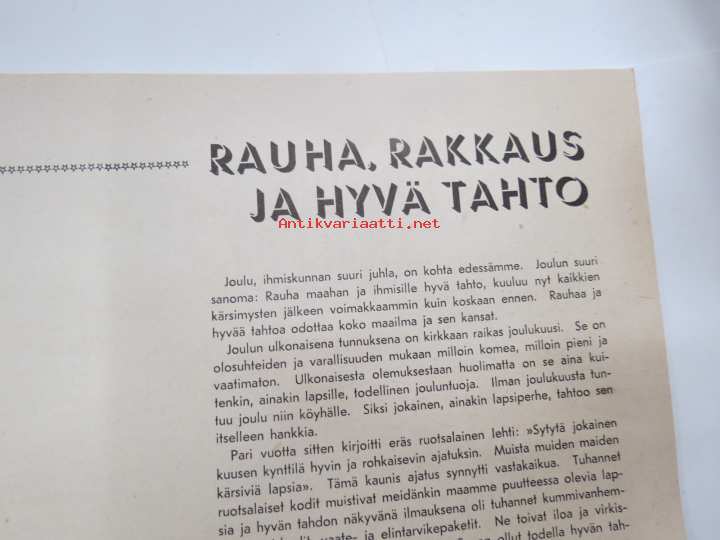 RAUHA, RAKKAUS
JA HYVÄ TAHTO
Antikvariaatti.net
Joulu, ihmiskunnan suuri juhla, on kohta edessämme. Joulun suuri
sanoma: Rauha maahan ja ihmisille hyvä tahto, kuuluu nyt kaikkien
kärsimysten jälkeen voimakkaammin kuin koskaan ennen. Rauhaa ja
hyvää tahtoa odottaa koko maailma ja sen kansat.
Joulun ulkonaisena tunnuksena on kirkkaan raikas joulukuusi. Se on
olosuhteiden ja varallisuuden mukaan milloin komea, milloin pieni ja
vaatimaton. Ulkonaisesta olemuksestaan huolimatta on se aina kui-
tenkin, ainakin lapsille, todellinen jouluntuoja. Ilman joulukuusta tun-
tuu joulu niin köyhälle. Siksi jokainen, ainakin lapsiperhe, tahtoo sen
itselleen hankkia.
Pari vuotta sitten kirjoitti eräs ruotsalainen lehti: »Sytytä jokainen
kuusen kynttilä hyvin ja rohkaisevin ajatuksin. Muista muiden maiden
kärsiviä lapsia». Tämä kaunis ajatus synnytti vastakaikua. Tuhannet
ruotsalaiset kodit muistivat meidänkin maamme puutteessa olevia lap-
sia ja hyvän tahdon näkyvänä ilmauksena oli tuhannet kummivanhem-
vaate- ja elintarvikepaketit. Ne toivat iloa ja virkis-
ollut todella hyvän tah-